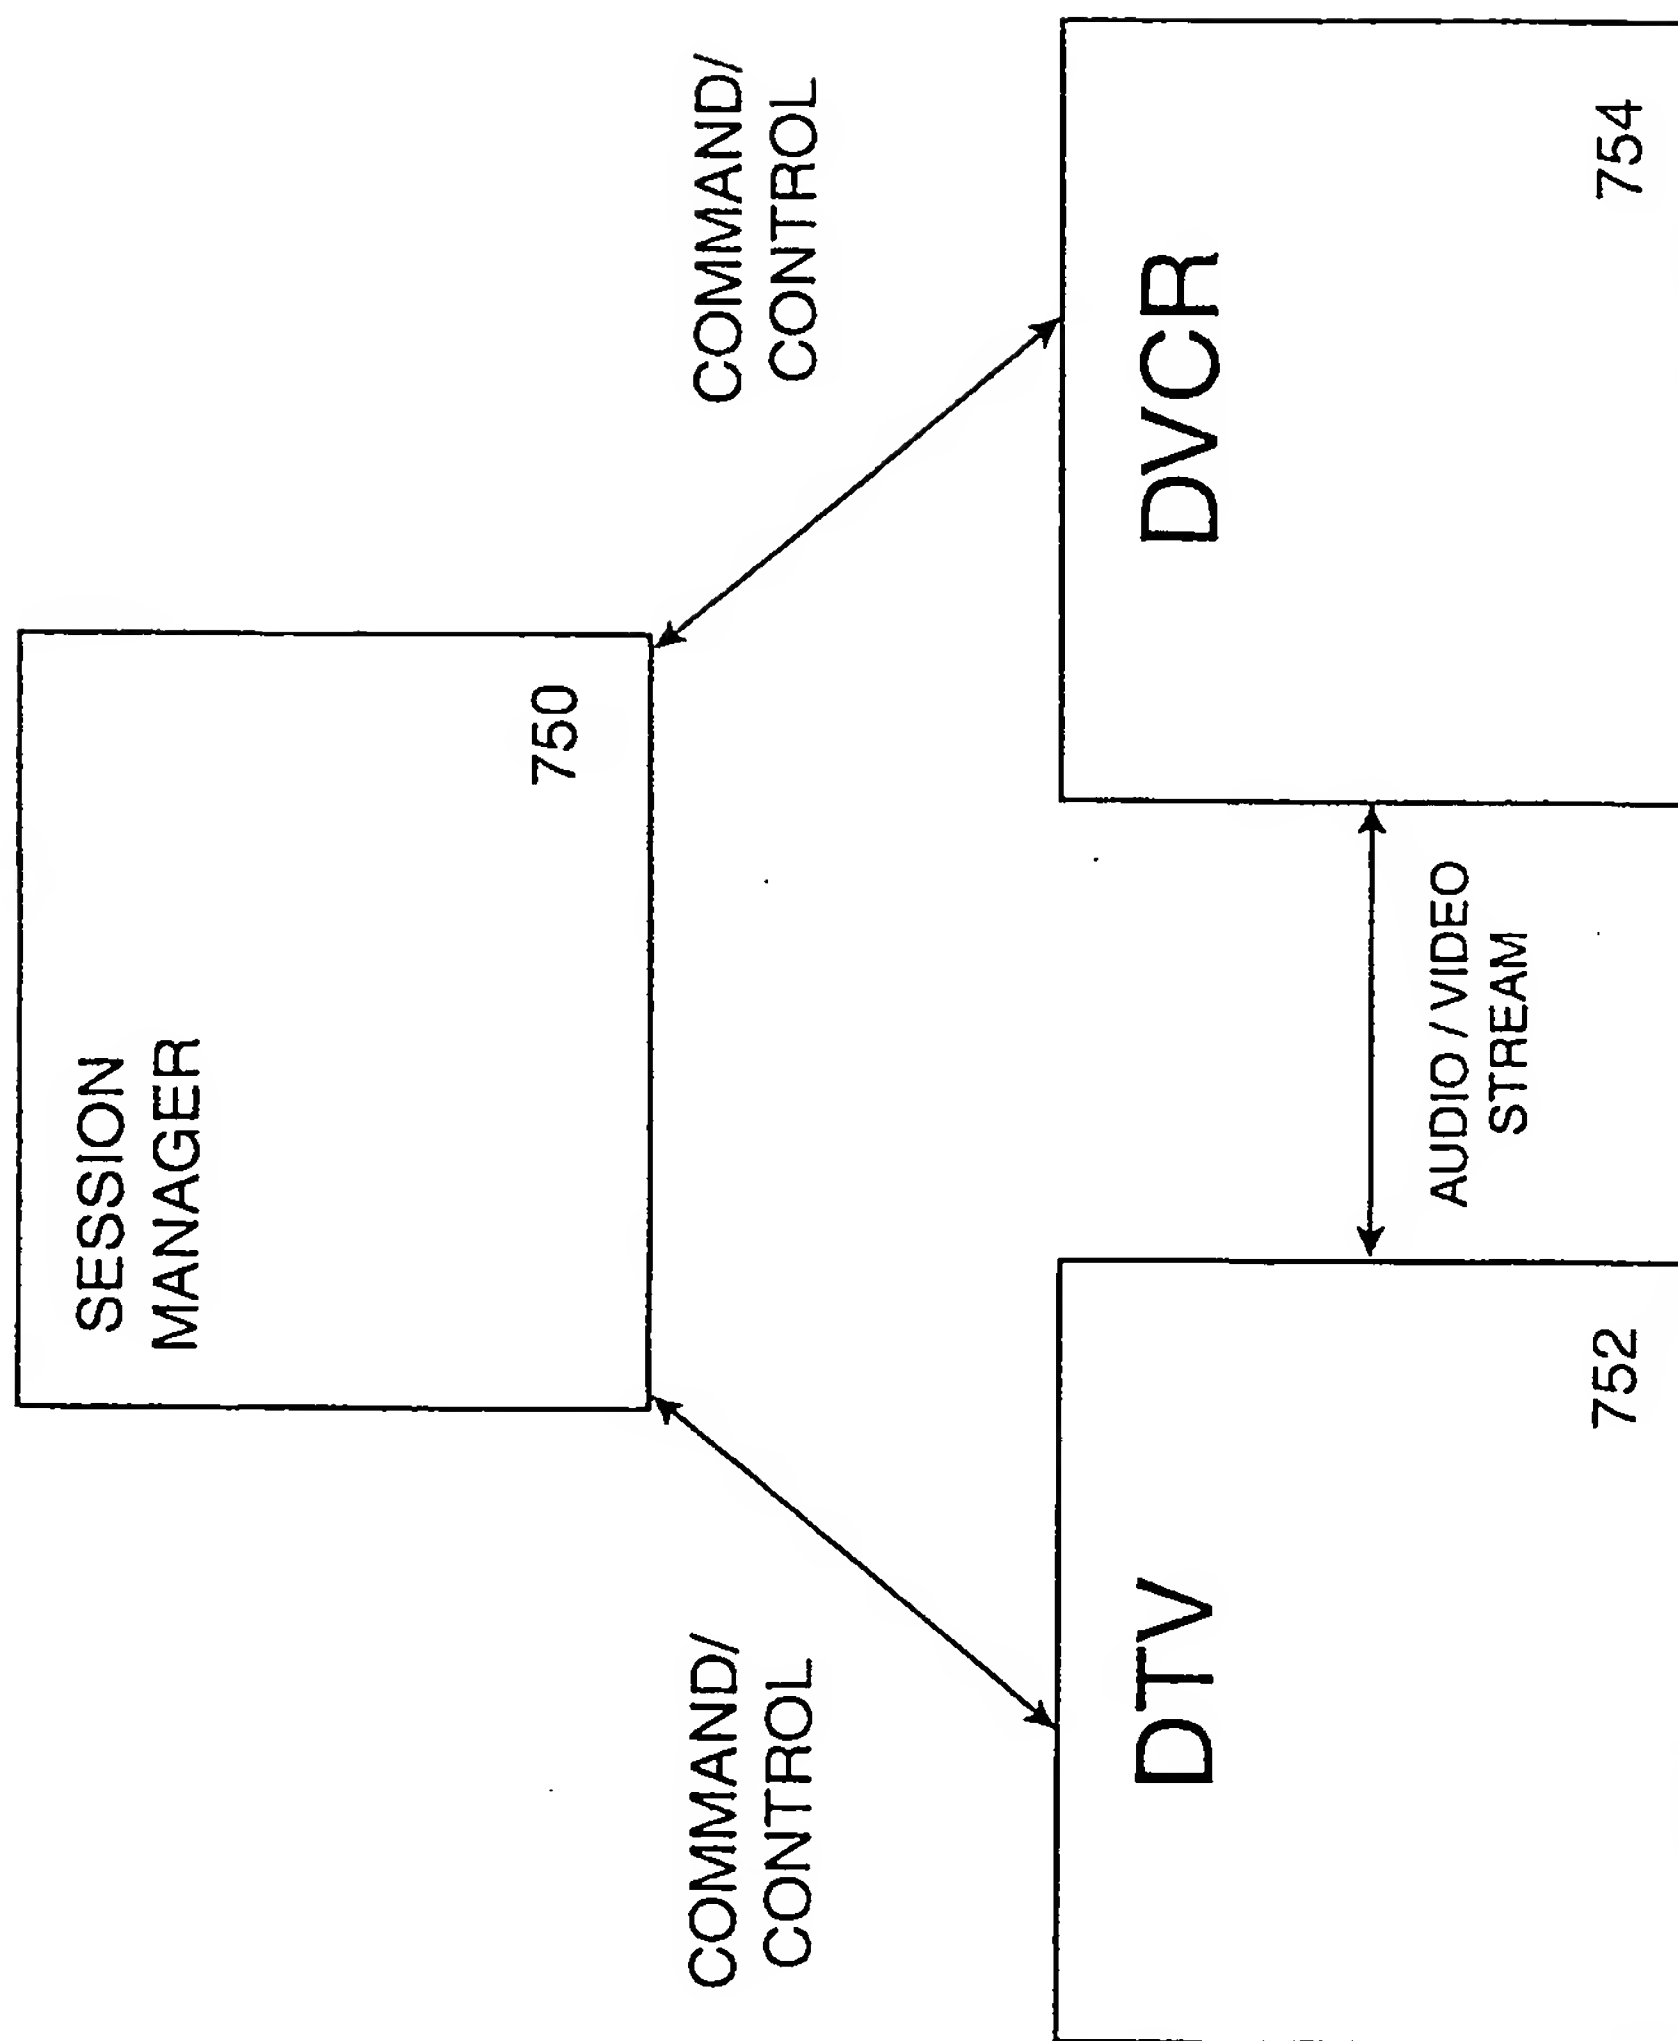 SESSION
MANAGER
750
COMMAND/
CONTROL
COMMAND/
CONTROL
DTV
752
AUDIO / VIDEO
STREAM
DVCR
754